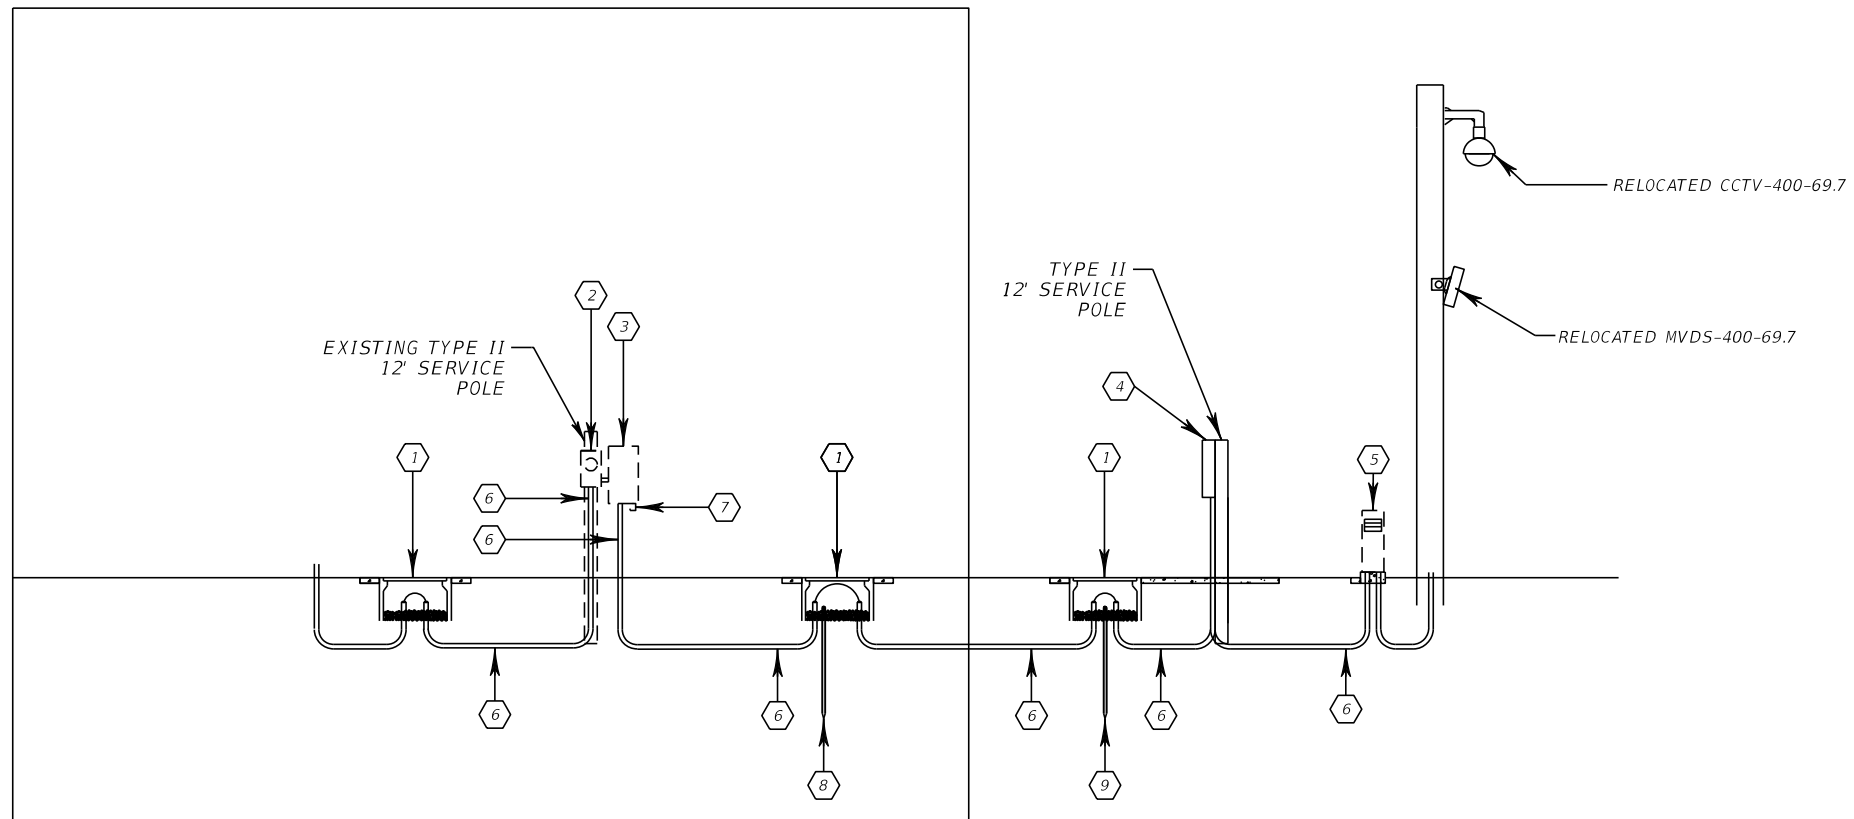 RELOCATED CCTV-400-69.7
TYPE II
12' SERVICE
POLE
2
3
RELOCATED MVDS-400-69.7
EXISTING TYPE II
12' SERVICE
POLE
4
1
1
1
5
6
7
6
6
6
6
6
6
8
9